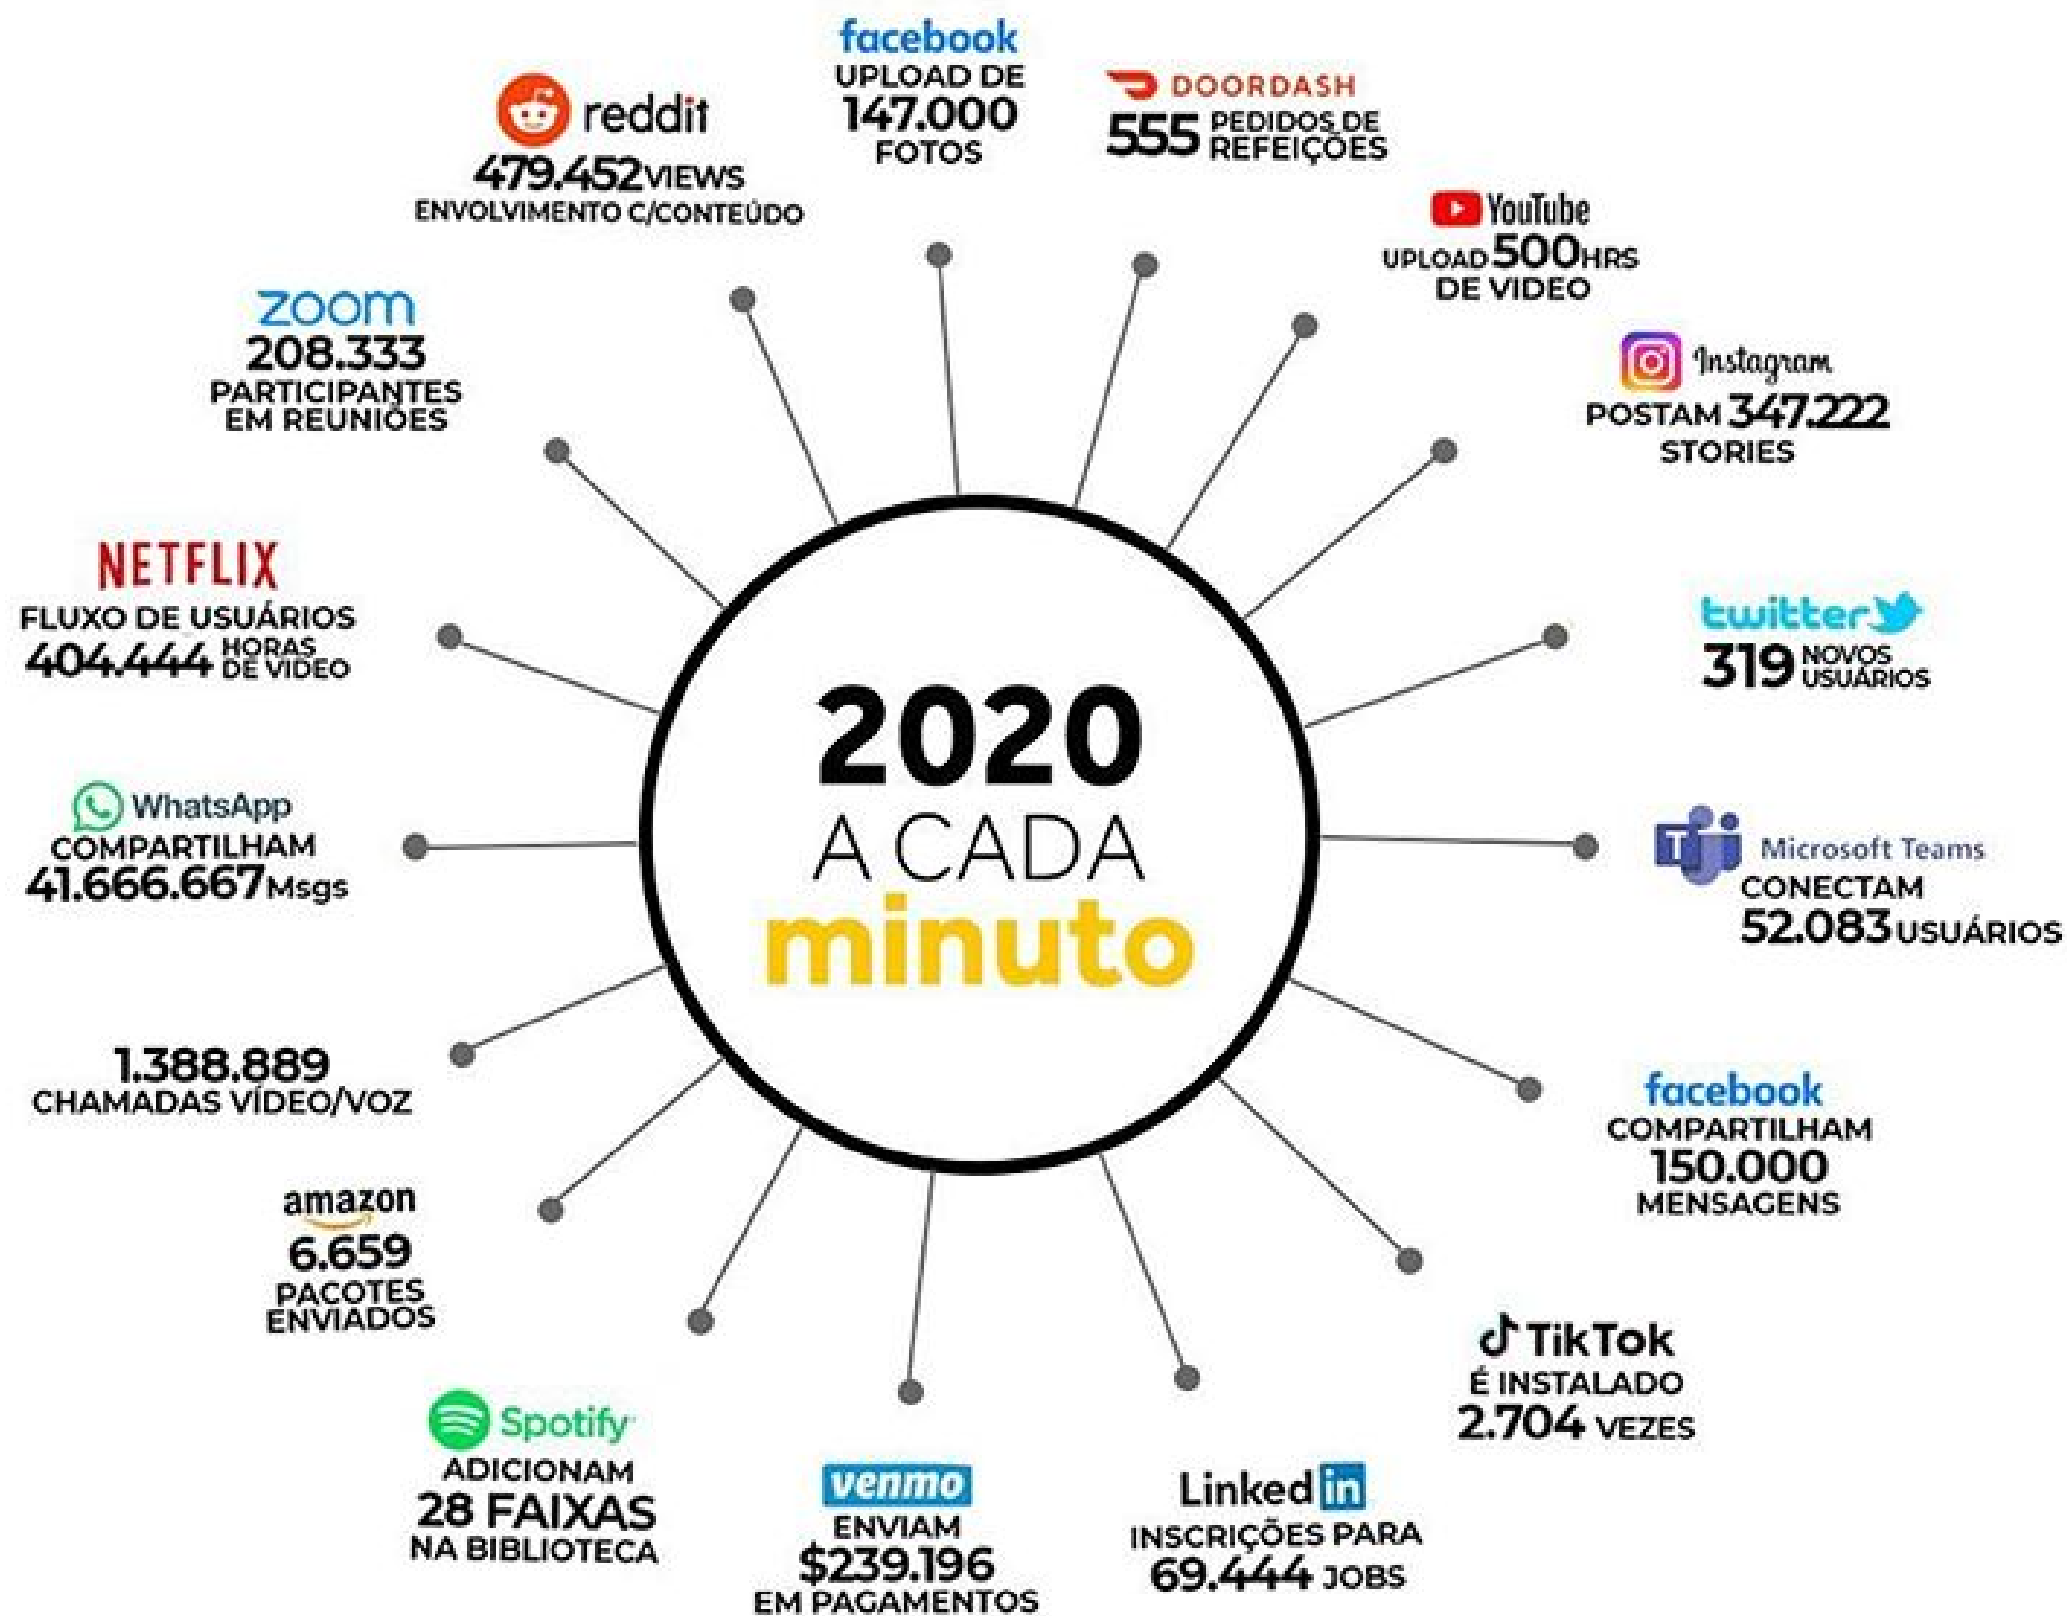 facebook
UPLOAD DE
147.000
FOTOS
DOORDASH
555 PEDIDOS DE
REFEIÇÕES
YouTube
UPLOAD 500HRS
DE VIDEO
Instagram
POSTAM 347.222
STORIES
twitter
319 NOVOS
USUÁRIOS
Microsoft Teams
CONECTAM
52.083 USUÁRIOS
facebook
COMPARTILHAM
150.000
MENSAGENS
TikTok
É INSTALADO
2.704 VEZES
Linked in
INSCRIÇÕES PARA
69.444 JOBS
venmo
ENVIAM
$239.196
EM PAGAMENTOS
Spotify
ADICIONAM
28 FAIXAS
NA BIBLIOTECA
amazon
6.659
PACOTES
ENVIADOS
1.388.889
CHAMADAS VÍDEO/VOZ
WhatsApp
COMPARTILHAM
41.666.667 Msgs
NETFLIX
FLUXO DE USUÁRIOS
404.444 HORAS
DE VIDEO
zoom
208.333
PARTICIPANTES
EM REUNIÕES
reddit
479.452 VIEWS
ENVOLVIMENTO C/CONTEÚDO
2020
A CADA
minuto